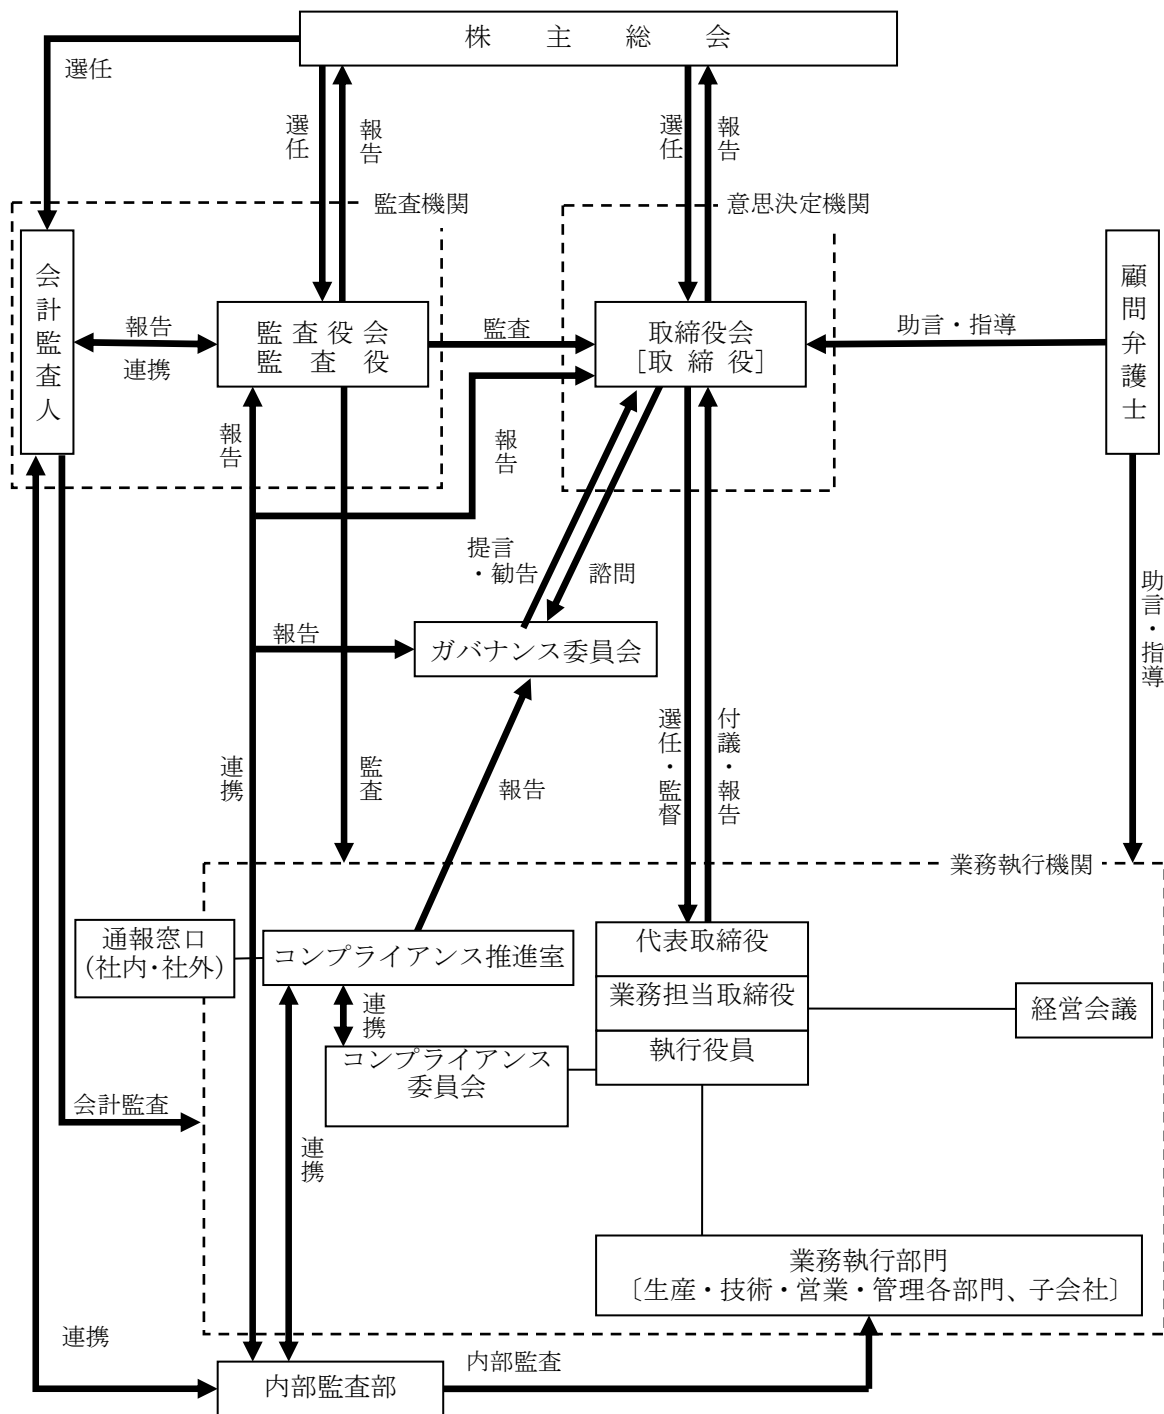 株主総会
選任
選任
報告
選任
報告
監査機関
意思決定機関
会計監査人
報告
連携
監査役会
監査役
監査
取締役会
[取締役]
助言・指導
顧問弁護士
報告
報告
提言
・勧告
諮問
助言・指導
報告
ガバナンス委員会
連携
監査
報告
選任・監督
付議・報告
業務執行機関
通報窓口
(社内・社外)
コンプライアンス推進室
代表取締役
業務担当取締役
執行役員
経営会議
連携
コンプライアンス
委員会
会計監査
連携
業務執行部門
〔生産・技術・営業・管理各部門、子会社〕
連携
内部監査部
内部監査